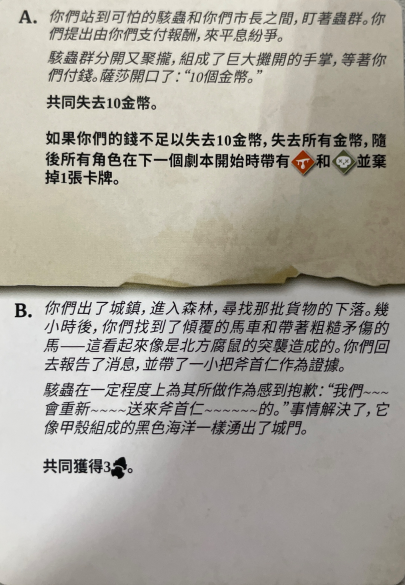 A. 你們站到可怕的駭蟲和你們市長之間，盯著蟲群。你
們提出由你們支付報酬，來平息紛爭。
駭蟲群分開又聚攏，組成了巨大攤開的手掌，等著你
們付錢。薩莎開口了：“10個金幣。”
共同失去10金幣。
如果你們的錢不足以失去10金幣，失去所有金幣，隨
後所有角色在下一個劇本開始時帶有和並棄
掉1張卡牌。
B. 你們出了城鎮，進入森林，尋找那批貨物的下落。幾
小時後，你們找到了傾覆的馬車和帶著粗糙矛傷的
馬——這看起來像是北方腐鼠的突襲造成的。你們回
去報告了消息，並帶了一小把斧首仁作為證據。
駭蟲在一定程度上為其所做作為感到抱歉：“我們~~~
會重新~~~~送來斧首仁~~~~~~的。”事情解決了，它
像甲殼組成的黑色海洋一樣湧出了城門。
共同獲得3。